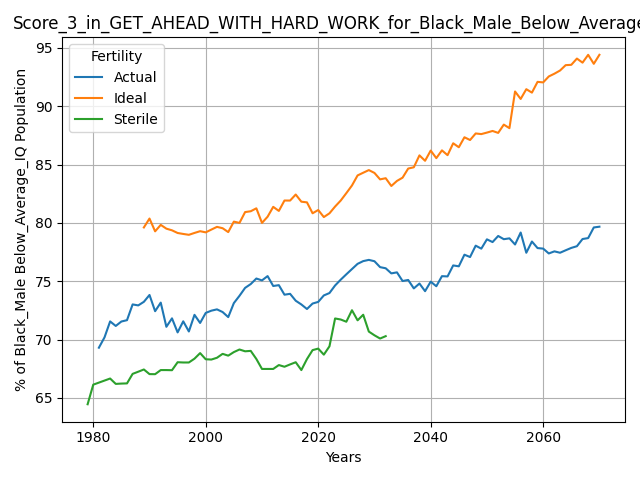 Score_3_in_GET_AHEAD_WITH_HARD_WORK_for_Black_Male_Below_Average
Fertility
Actual
Ideal
Sterile
% of Black_Male Below_Average_IQ Population
95
90
85
80
75
70
65
1980 2000 2020 2040 2060
Years